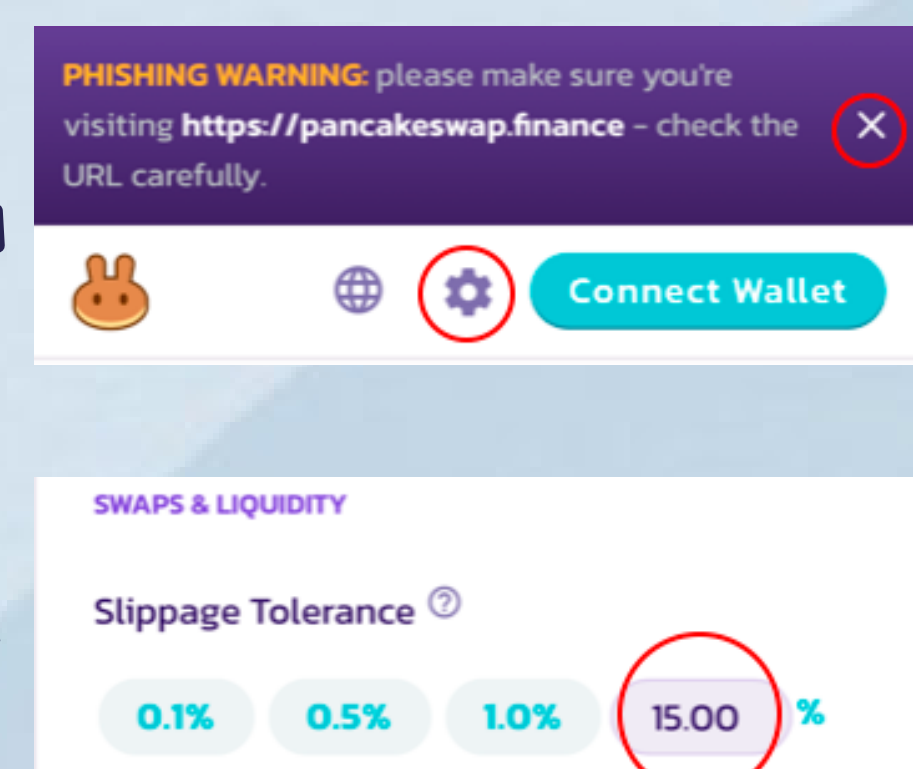 PHISHING WARNING: please make sure you're
visiting https://pancakeswap.finance - check the
URL carefully.
Connect Wallet
SWAPS & LIQUIDITY
Slippage Tolerance ?
0.1% 0.5% 1.0% 15.00 %